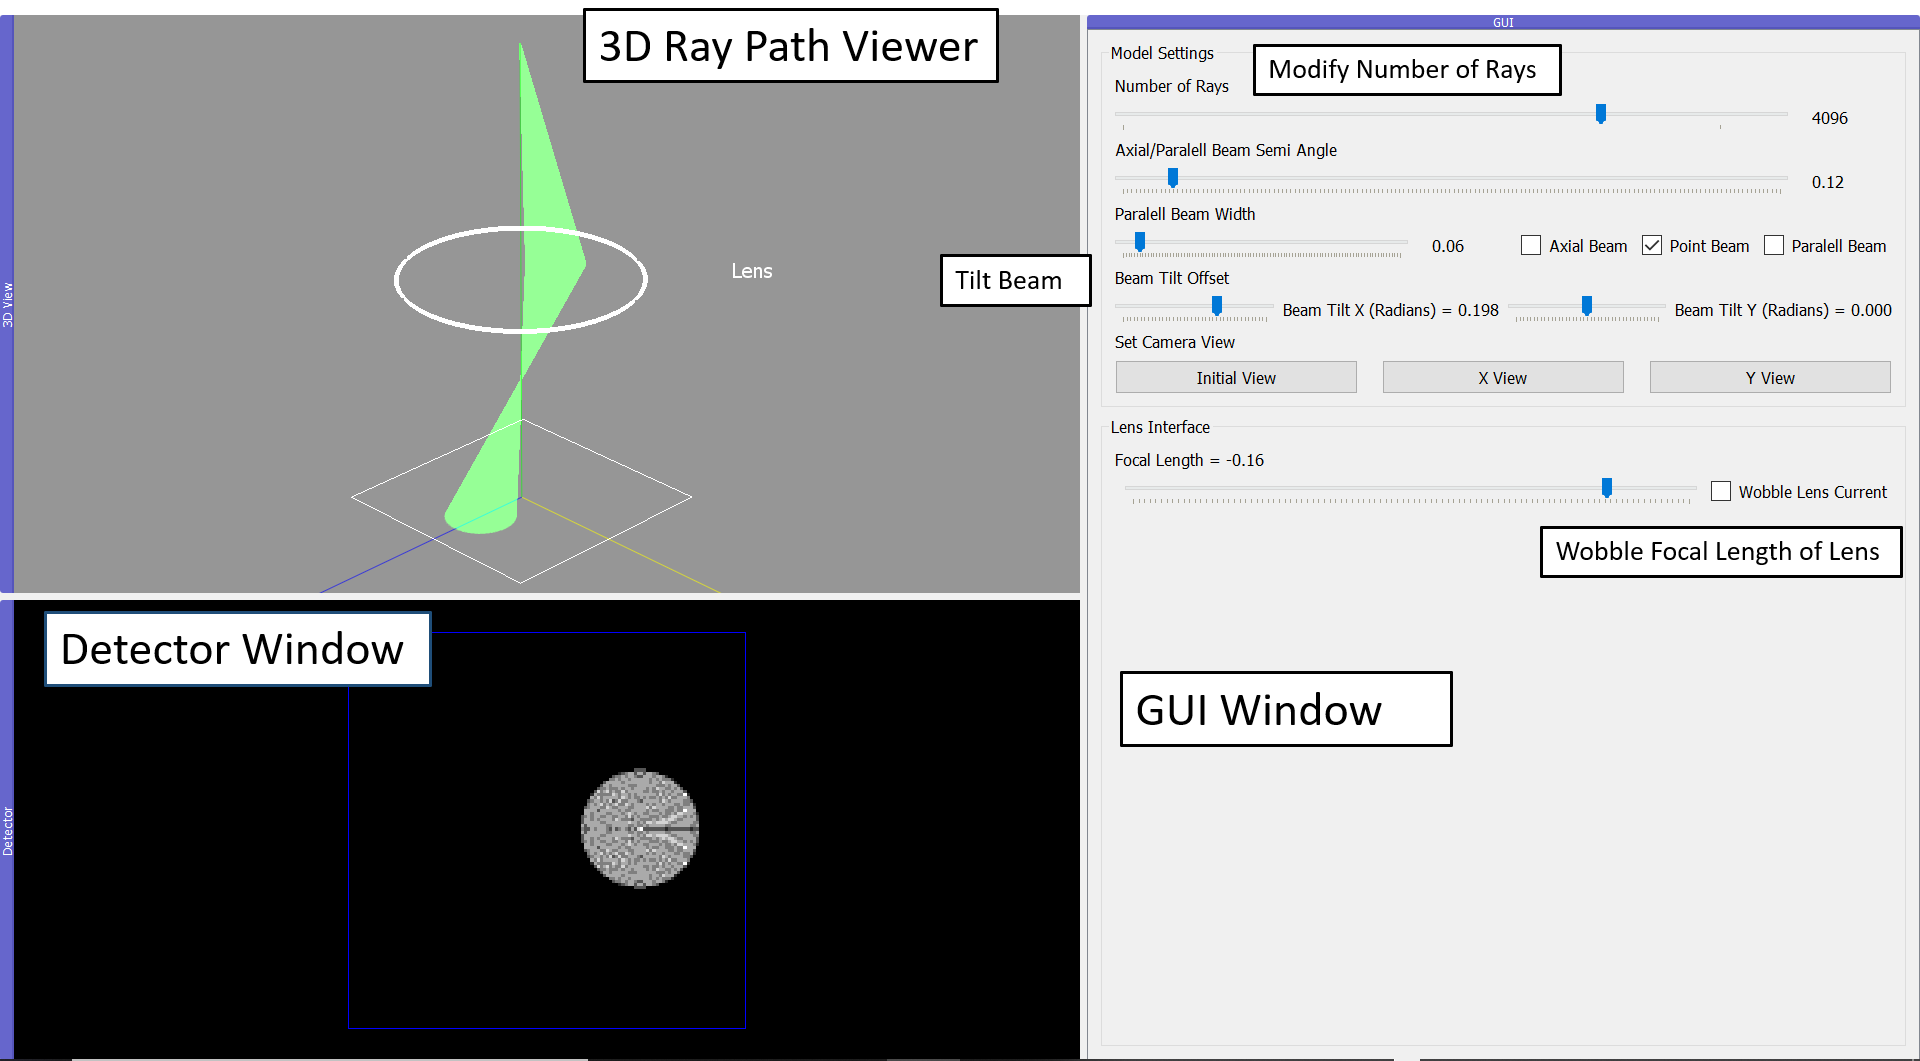 3D Ray Path Viewer
3D View
Lens
Tilt Beam
Detector Window
Detector
GUI
Model Settings
Modify Number of Rays
Number of Rays
4096
Axial/Paralell Beam Semi Angle
0.12
Paralell Beam Width
0.06 Axial Beam Point Beam Paralell Beam
Beam Tilt Offset
Beam Tilt X (Radians) = 0.198 Beam Tilt Y (Radians) = 0.000
Set Camera View
Initial View X View Y View
Lens Interface
Focal Length = -0.16
Wobble Lens Current
Wobble Focal Length of Lens
GUI Window